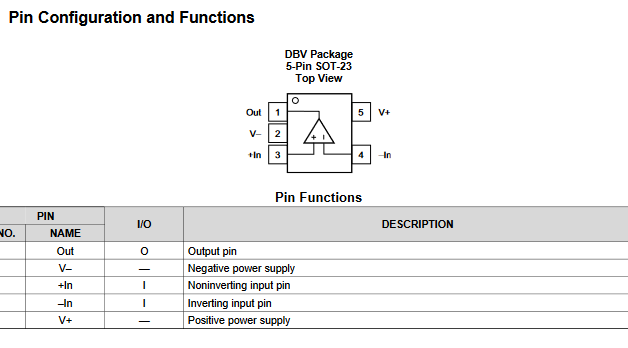 Pin Configuration and Functions
DBV Package
5-Pin SOT-23
Top View
Out 1 5 V+
V– 2
+In 3 4 –In
+ –
Pin Functions
PIN I/O DESCRIPTION
NO. NAME
Out O Output pin
V– — Negative power supply
+In I Noninverting input pin
–In I Inverting input pin
V+ — Positive power supply